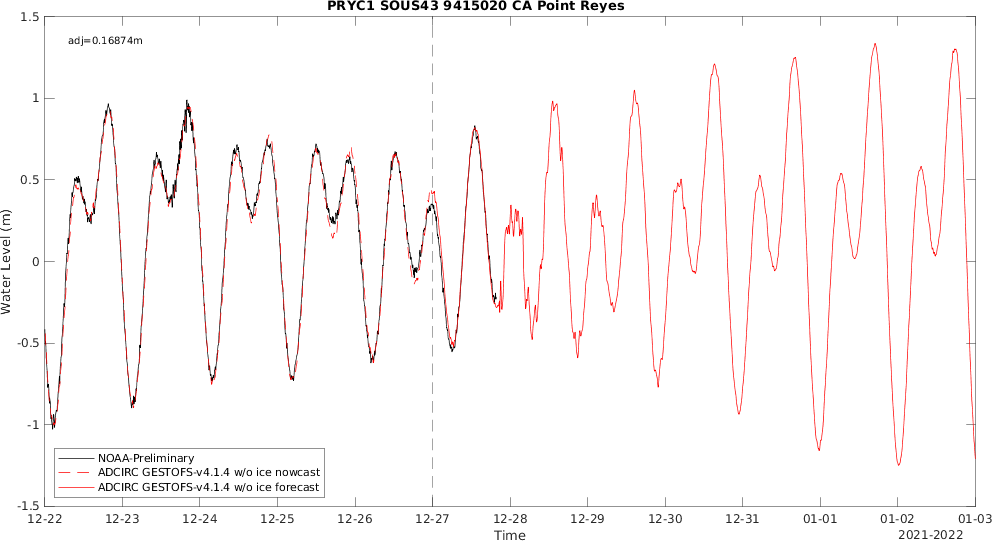 PRYC1 SOUS43 9415020 CA Point Reyes
adj=0.16874m
1.5
1
0.5
0
-0.5
-1
-1.5
Water Level (m)
NOAA-Preliminary
ADCIRC GESTOFS-v4.1.4 w/o ice nowcast
ADCIRC GESTOFS-v4.1.4 w/o ice forecast
12-22 12-23 12-24 12-25 12-26 12-27 12-28 12-29 12-30 12-31 01-01 01-02 01-03
Time
2021-2022